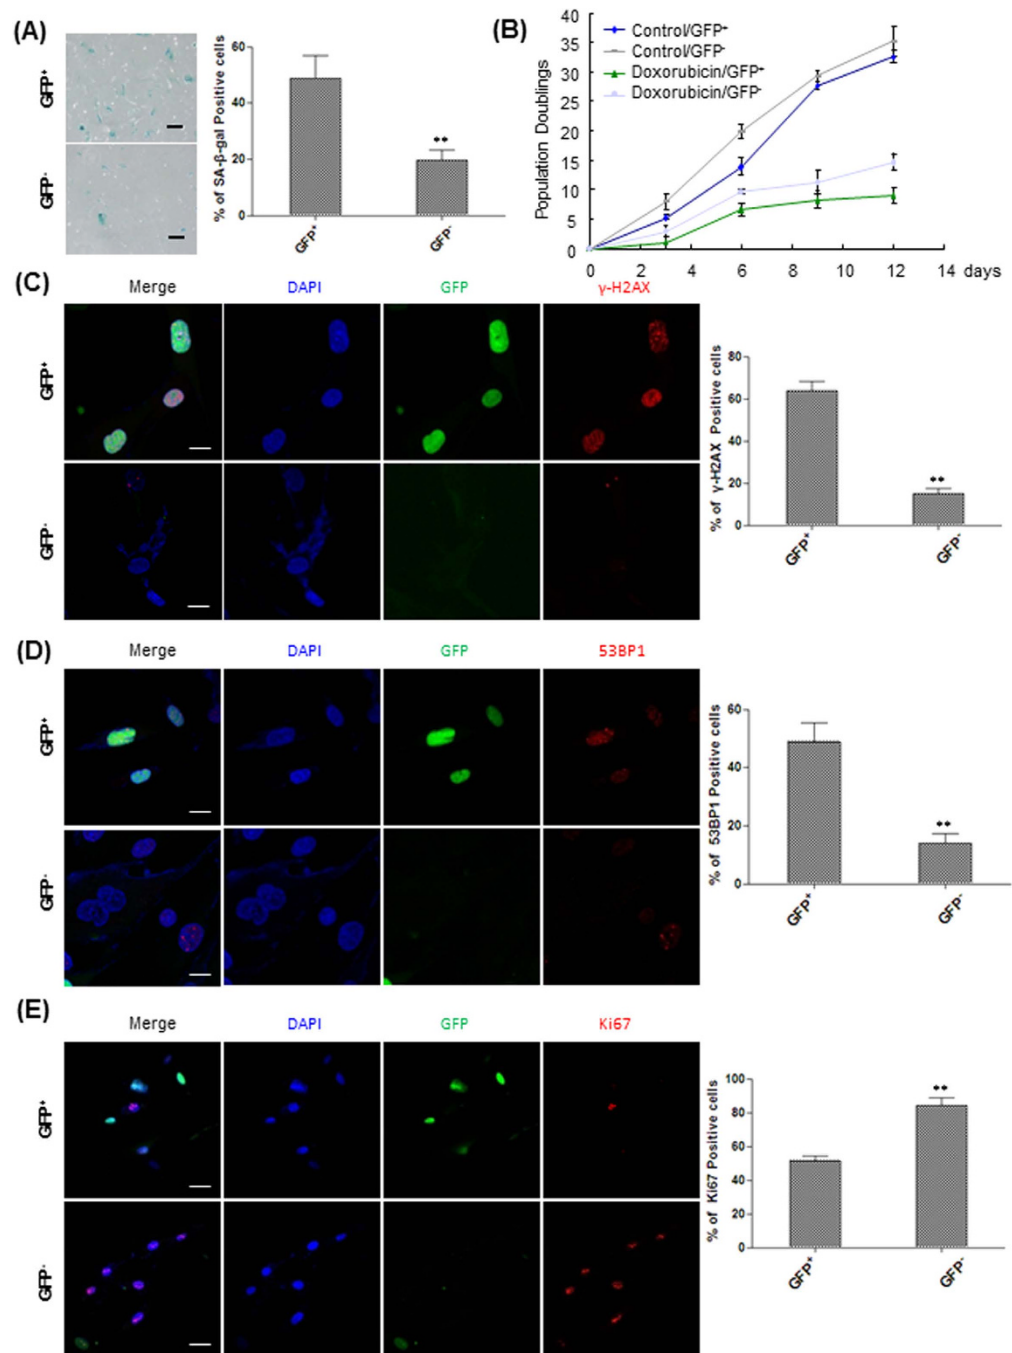 (A)
GFP⁺
GFP⁻
% of SA-β-gal Positive cells
60
40
20
0
**
GFP⁺
GFP⁻
(B)
Population Doublings
40
35
30
25
20
15
10
5
0
Control/GFP⁺
Control/GFP⁻
Doxorubicin/GFP⁺
Doxorubicin/GFP⁻
0 2 4 6 8 10 12 14 days
(C)
Merge DAPI GFP γ-H2AX
GFP⁺
GFP⁻
% of γ-H2AX Positive cells
80
60
40
20
0
**
GFP⁺
GFP⁻
(D)
Merge DAPI GFP 53BP1
GFP⁺
GFP⁻
% of 53BP1 Positive cells
60
40
20
0
**
GFP⁺
GFP⁻
(E)
Merge DAPI GFP Ki67
GFP⁺
GFP⁻
% of Ki67 Positive cells
100
80
60
40
20
0
**
GFP⁺
GFP⁻